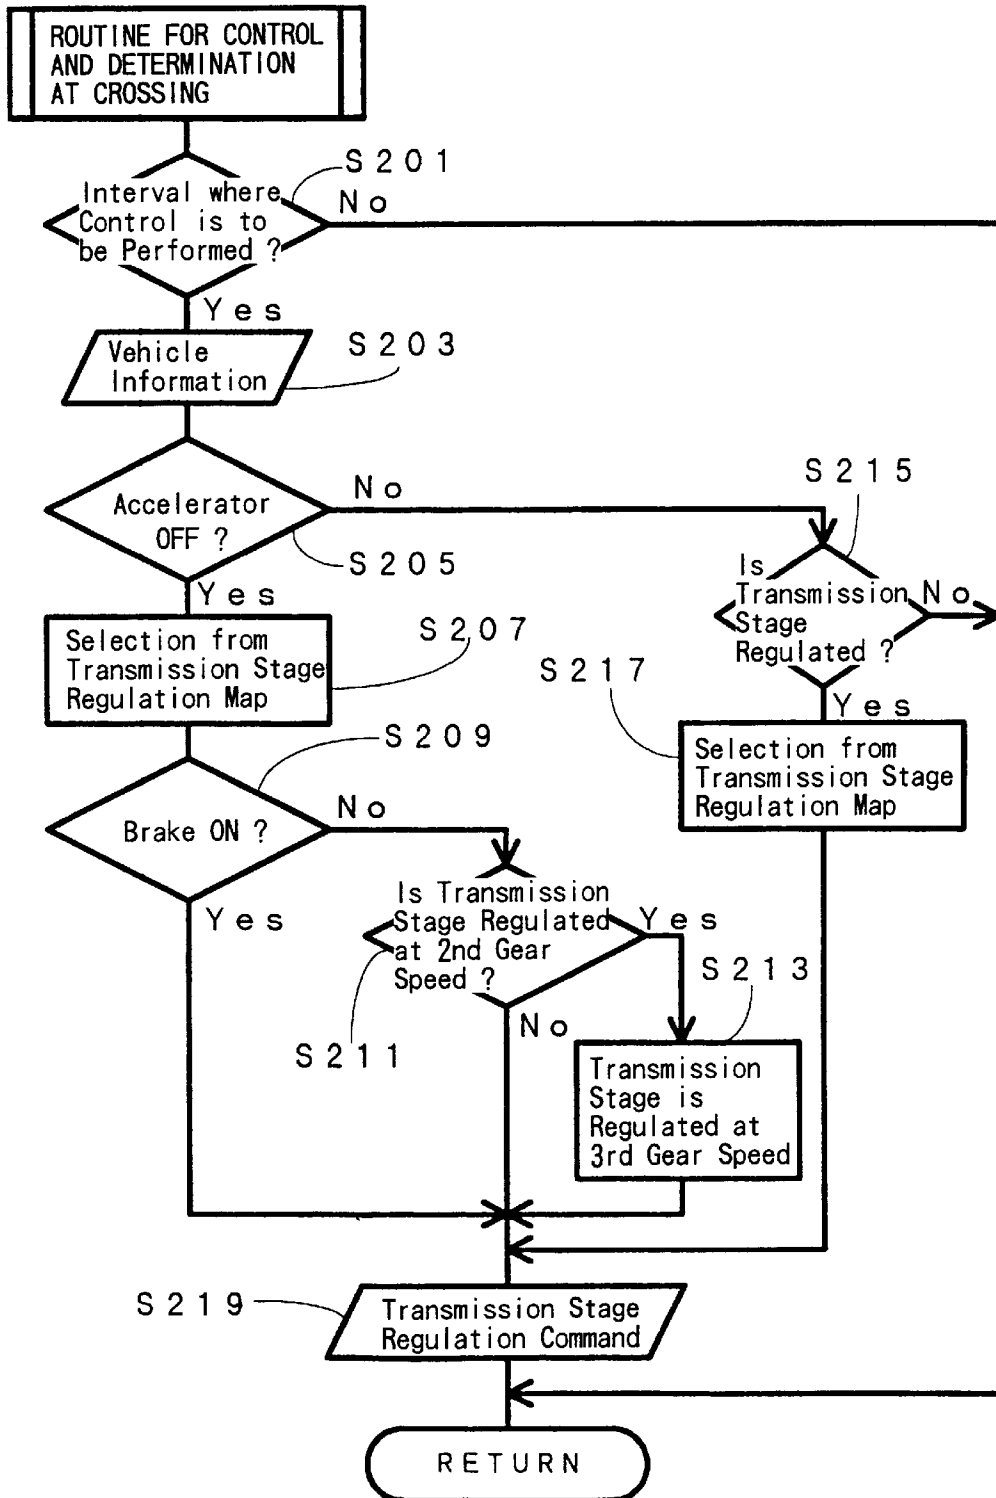 ROUTINE FOR CONTROL
AND DETERMINATION
AT CROSSING
S201
Interval where
Control is to
be Performed ?
No
Yes
S203
Vehicle
Information
Accelerator
OFF ?
No
S205
Yes
S215
Is
Transmission
Stage
Regulated ?
No
Yes
S207
Selection from
Transmission Stage
Regulation Map
S217
Selection from
Transmission Stage
Regulation Map
S209
Brake ON ?
No
Yes
Is Transmission
Stage Regulated
at 2nd Gear
Speed ?
Yes
No
S211
S213
Transmission
Stage is
Regulated at
3rd Gear Speed
S219
Transmission Stage
Regulation Command
RETURN